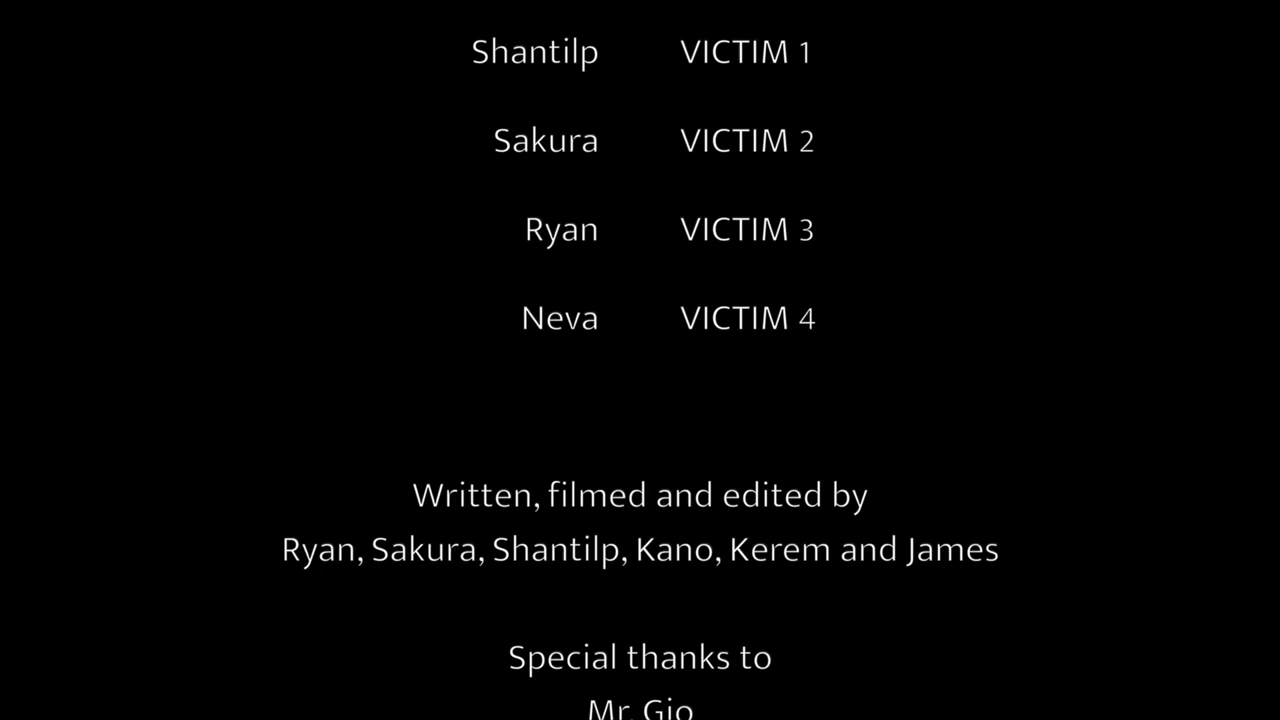 Shantilp VICTIM 1
Sakura VICTIM 2
Ryan VICTIM 3
Neva VICTIM 4
Written, filmed and edited by
Ryan, Sakura, Shantilp, Kano, Kerem and James
Special thanks to
Mr. Gio